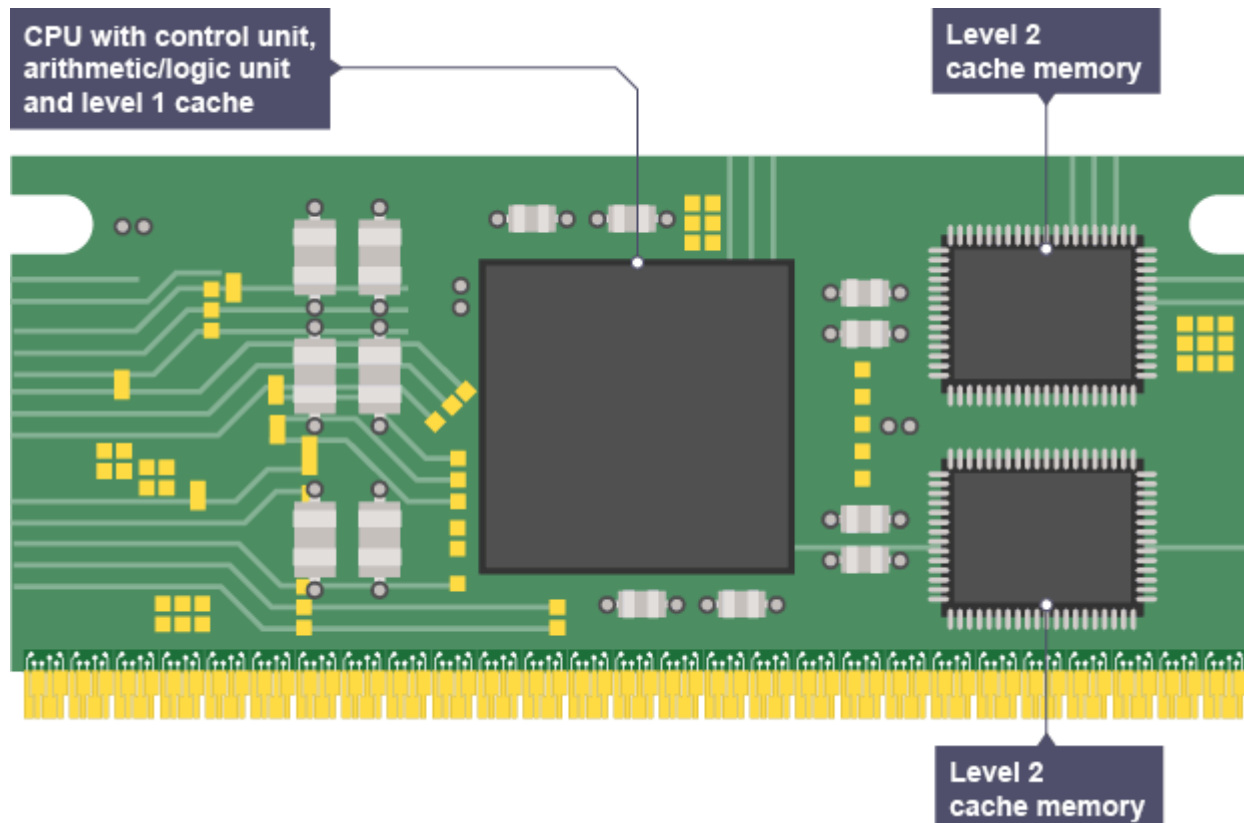 CPU with control unit,
arithmetic/logic unit
and level 1 cache
Level 2
cache memory
Level 2
cache memory